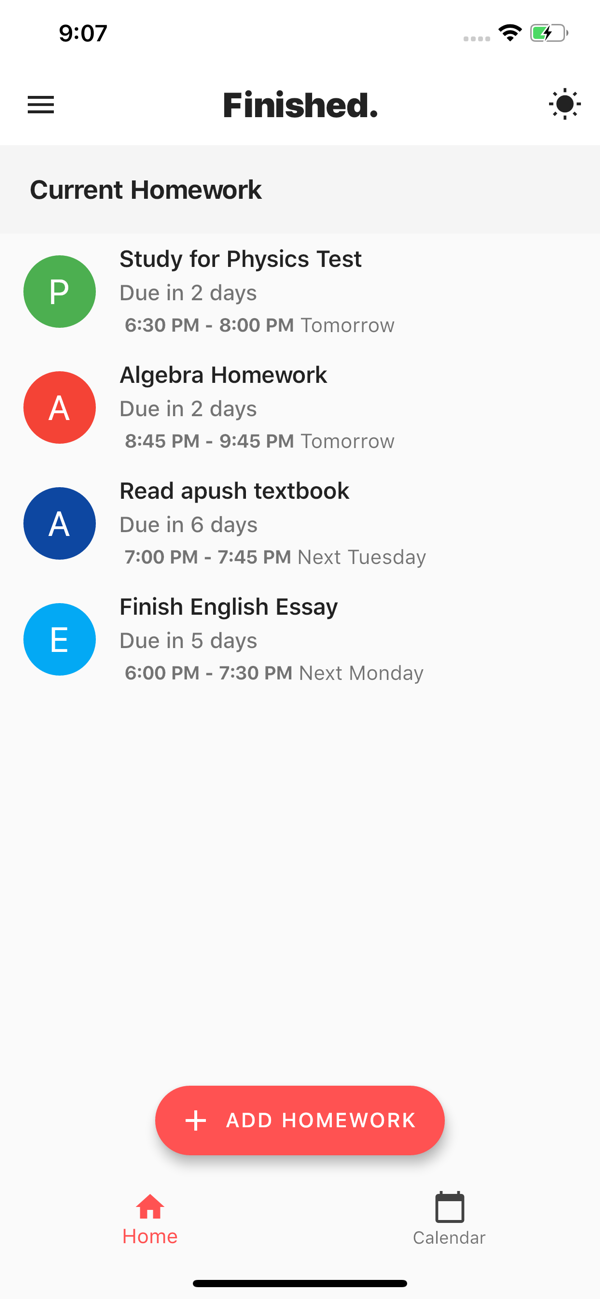 9:07
Finished.
Current Homework
P
Study for Physics Test
Due in 2 days
6:30 PM - 8:00 PM Tomorrow
A
Algebra Homework
Due in 2 days
8:45 PM - 9:45 PM Tomorrow
A
Read apush textbook
Due in 6 days
7:00 PM - 7:45 PM Next Tuesday
E
Finish English Essay
Due in 5 days
6:00 PM - 7:30 PM Next Monday
+ ADD HOMEWORK
Home
Calendar